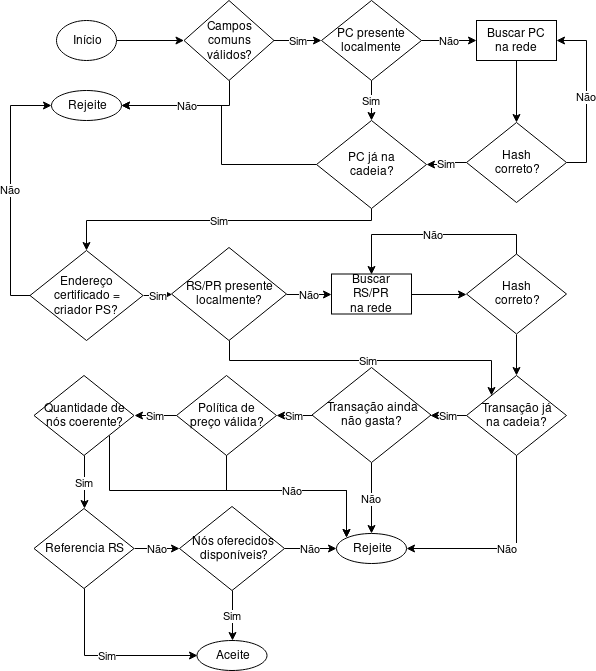 Início
Campos
comuns
válidos?
Sim
PC presente
localmente
Não
Buscar PC
na rede
Não
Rejeite
Não
Sim
PC já na
cadeia?
Sim
Hash
correto?
Não
Sim
Endereço
certificado =
criador PS?
Sim
RS/PR presente
localmente?
Não
Buscar
RS/PR
na rede
Não
Hash
correto?
Sim
Quantidade de
nós coerente?
Sim
Política de
preço válida?
Sim
Transação ainda
não gasta?
Sim
Transação já
na cadeia?
Sim
Não
Não
Referencia RS
Não
Nós oferecidos
disponíveis?
Não
Rejeite
Não
Sim
Sim
Aceite